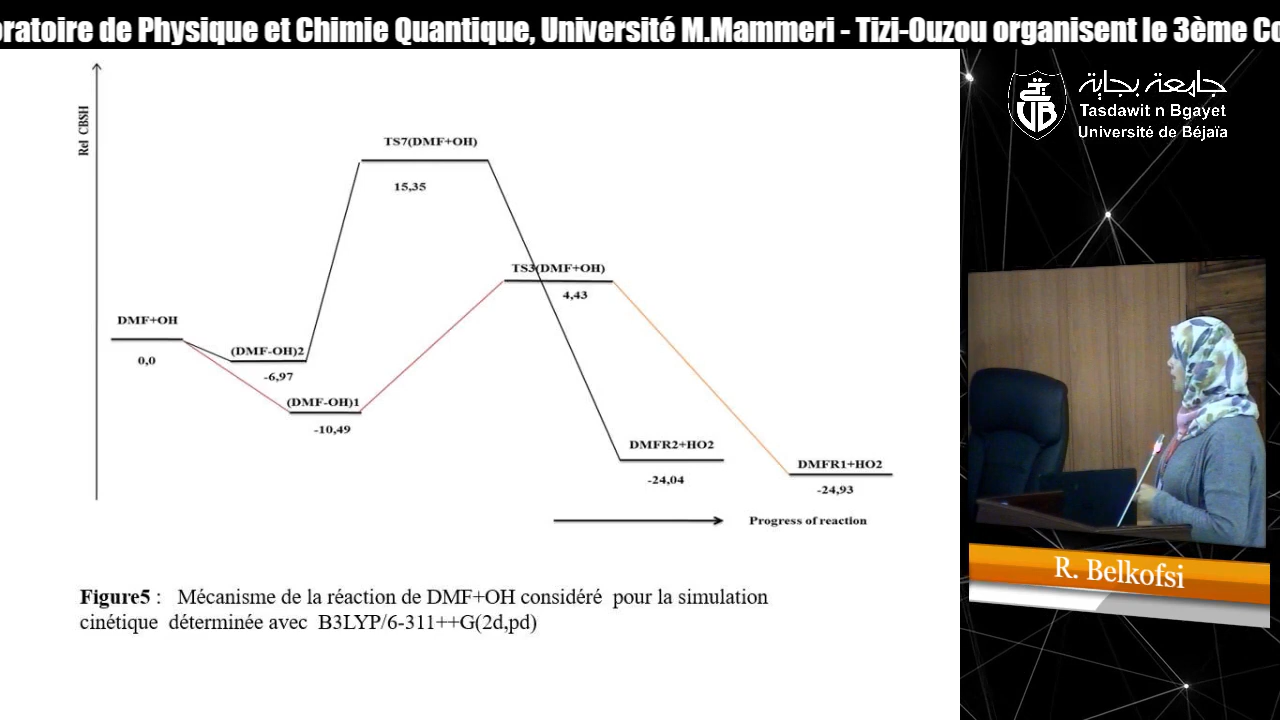 oratoire de Physique et Chimie Quantique, Université M.Mammeri - Tizi-Ouzou organisent le 3ème Co
جامعة بجاية
Tasdawit n Bgayet
Université de Béjaïa
UB
Rel CBSH
TS7(DMF+OH)
15,35
TS3(DMF+OH)
4,43
DMF+OH
0,0
(DMF-OH)2
-6,97
(DMF-OH)1
-10,49
DMFR2+HO2
-24,04
DMFR1+HO2
-24,93
Progress of reaction
Figure5 : Mécanisme de la réaction de DMF+OH considéré pour la simulation
cinétique déterminée avec B3LYP/6-311++G(2d,pd)
R. Belkofsi